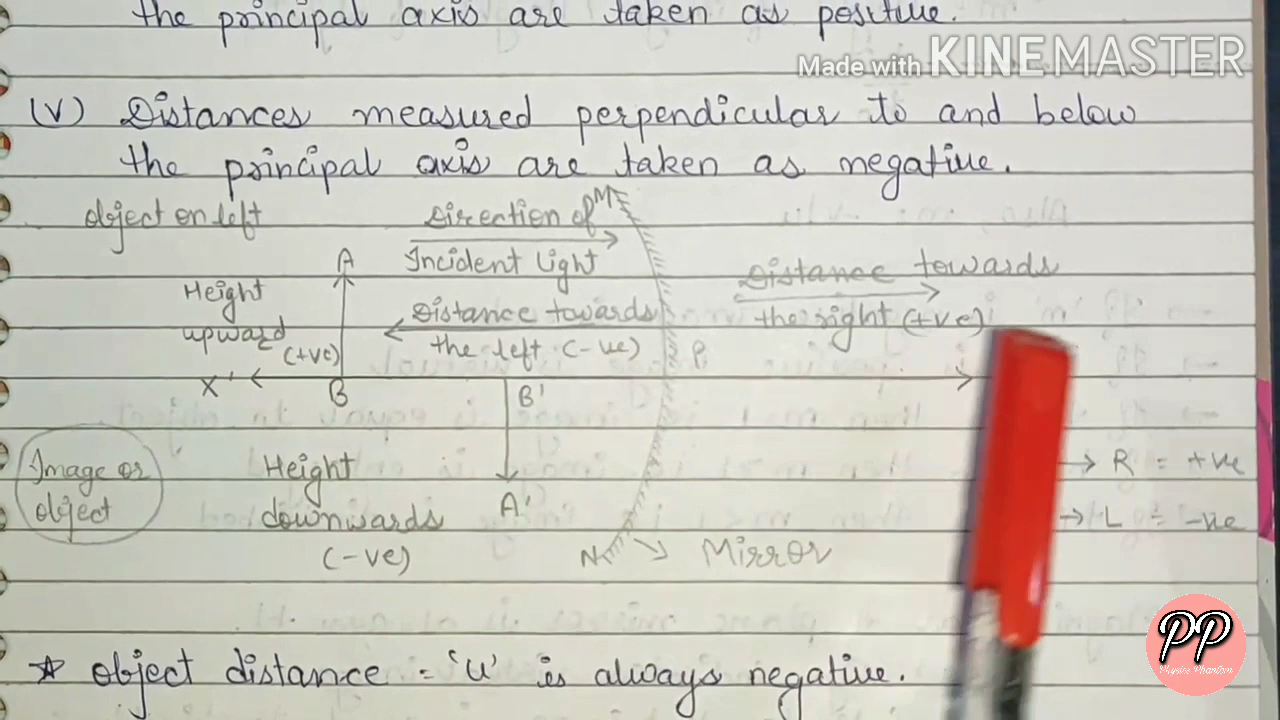 the principal axis are taken as positive.
Made with KINEMASTER
(V) Distances measured perpendicular to and below
the principal axis are taken as negative.
object on left
Direction of
Incident light
M
A
Height
upward
(+ve)
Distance towards
the left (-ve)
Distance towards
the right (+ve)
P
X'
B
B'
Image or
object
Height
downwards
(-ve)
A'
N
Mirror
→ R = +ve
→ L = -ve
☆ object distance = 'u' is always negative.
PP
Physics Phantom